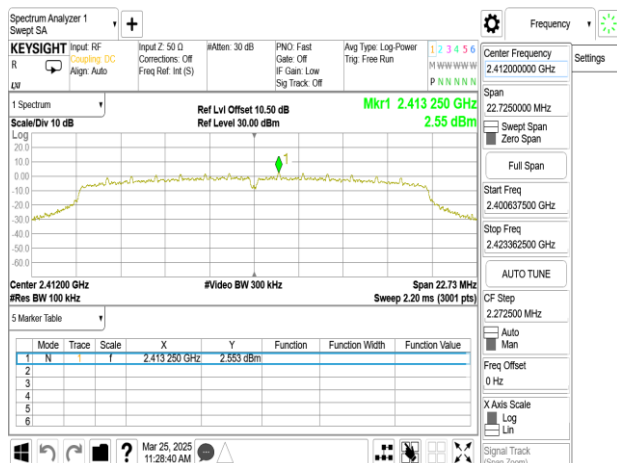 Spectrum Analyzer 1
Swept SA
Frequency
KEYSIGHT
R
Input: RF
Coupling: DC
Align: Auto
Input Z: 50 Ω
Corrections: Off
Freq Ref: Int (S)
#Atten: 30 dB
PNO: Fast
Gate: Off
IF Gain: Low
Sig Track: Off
Avg Type: Log-Power
Trig: Free Run
1 2 3 4 5 6
M W W W W W
P N N N N N
Center Frequency
2.412000000 GHz
Settings
Span
22.7250000 MHz
Swept Span
Zero Span
Full Span
Start Freq
2.400637500 GHz
Stop Freq
2.423362500 GHz
AUTO TUNE
CF Step
2.272500 MHz
Auto
Man
Freq Offset
0 Hz
X Axis Scale
Log
Lin
Signal Track
(Span Zoom)
1 Spectrum
Scale/Div 10 dB
Ref Lvl Offset 10.50 dB
Ref Level 30.00 dBm
Mkr1 2.413 250 GHz
2.55 dBm
Log
20.0
10.0
0.00
-10.0
-20.0
-30.0
-40.0
-50.0
-60.0
1
Center 2.41200 GHz
#Res BW 100 kHz
#Video BW 300 kHz
Span 22.73 MHz
Sweep 2.20 ms (3001 pts)
5 Marker Table
Mode Trace Scale X Y Function Function Width Function Value
1 N 1 f 2.413 250 GHz 2.553 dBm
2
3
4
5
6
Mar 25, 2025
11:28:40 AM